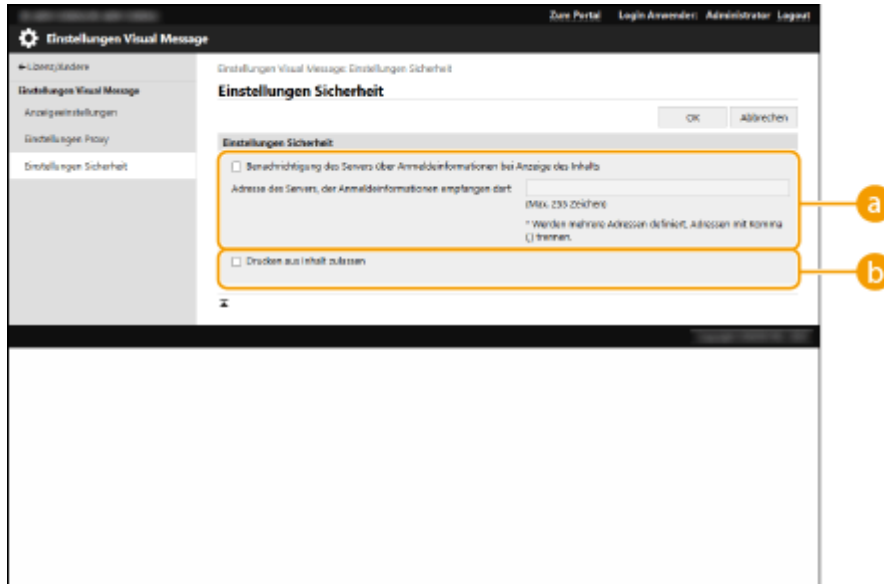 Zum Portal Login Anwender: Administrator Logout
Einstellungen Visual Message
Lizenz/Andere
Einstellungen Visual Message: Einstellungen Sicherheit
Einstellungen Visual Message
Einstellungen Sicherheit
Anzeigeeinstellungen
OK Abbrechen
Einstellungen Proxy
Einstellungen Sicherheit
Einstellungen Sicherheit
Benachrichtigung des Servers über Anmeldeinformationen bei Anzeige des Inhalts
Adresse des Servers, der Anmeldeinformationen empfangen darf:
(Max. 255 Zeichen)
* Werden mehrere Adressen definiert, Adressen mit Komma
(,) trennen.
a
Drucken aus Inhalt zulassen
b